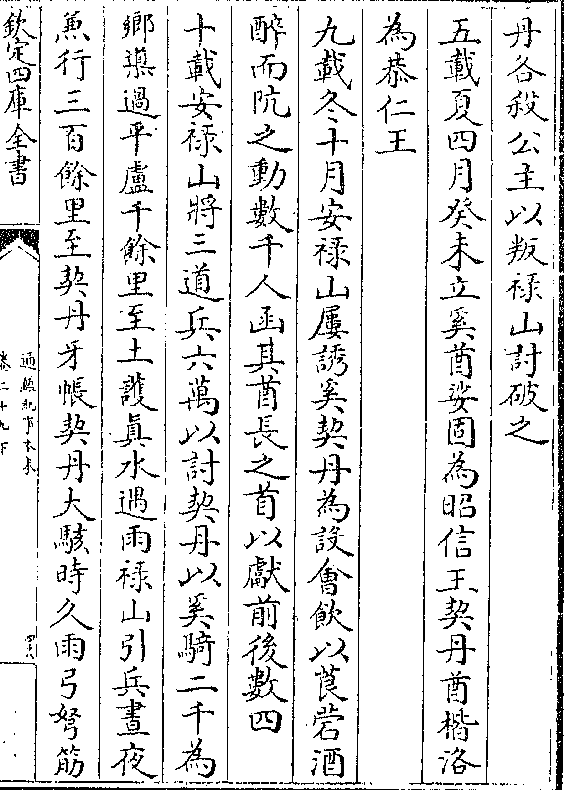 丹各殺公主以叛祿山討破之
五載夏四月癸未立奚酋娑固為昭信王契丹酋楷洛
為恭仁王
九載冬十月安祿山屢誘奚契丹為設會飲以莨菪酒
醉而阬之動數千人函其酋長之首以獻前後數四
十載安祿山將三道兵六萬以討契丹以奚騎二千為
鄉𨗳過平盧千餘里至土護真水遇雨祿山引兵晝夜
兼行三百餘里至契丹牙帳契丹大駭時久雨弓弩筋
欽定四庫全書
通鑑紀事本末
卷三十九下